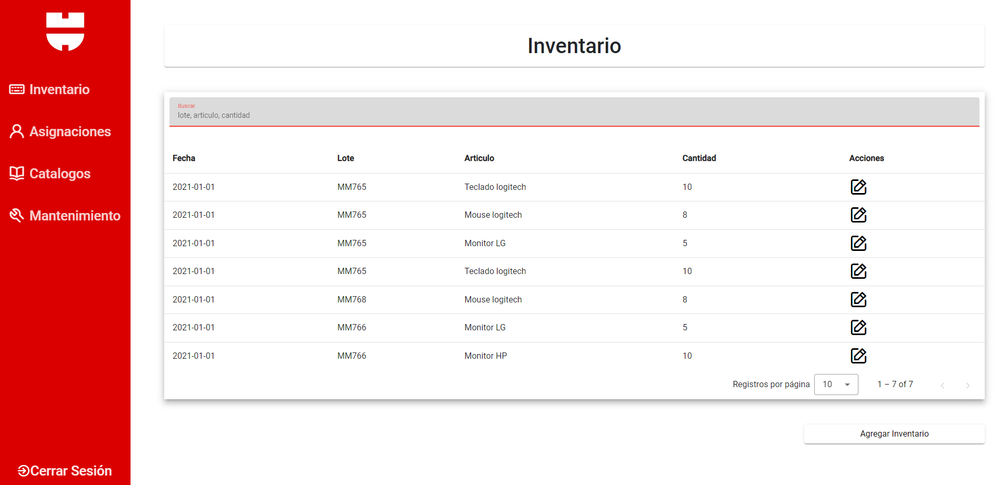 Inventario
Asignaciones
Catalogos
Mantenimiento
Cerrar Sesión
Inventario
Buscar
lote, articulo, cantidad
Fecha Lote Articulo Cantidad Acciones
2021-01-01 MM765 Teclado logitech 10
2021-01-01 MM765 Mouse logitech 8
2021-01-01 MM765 Monitor LG 5
2021-01-01 MM765 Teclado logitech 10
2021-01-01 MM768 Mouse logitech 8
2021-01-01 MM766 Monitor LG 5
2021-01-01 MM766 Monitor HP 10
Registros por página 10 1 – 7 of 7
Agregar Inventario